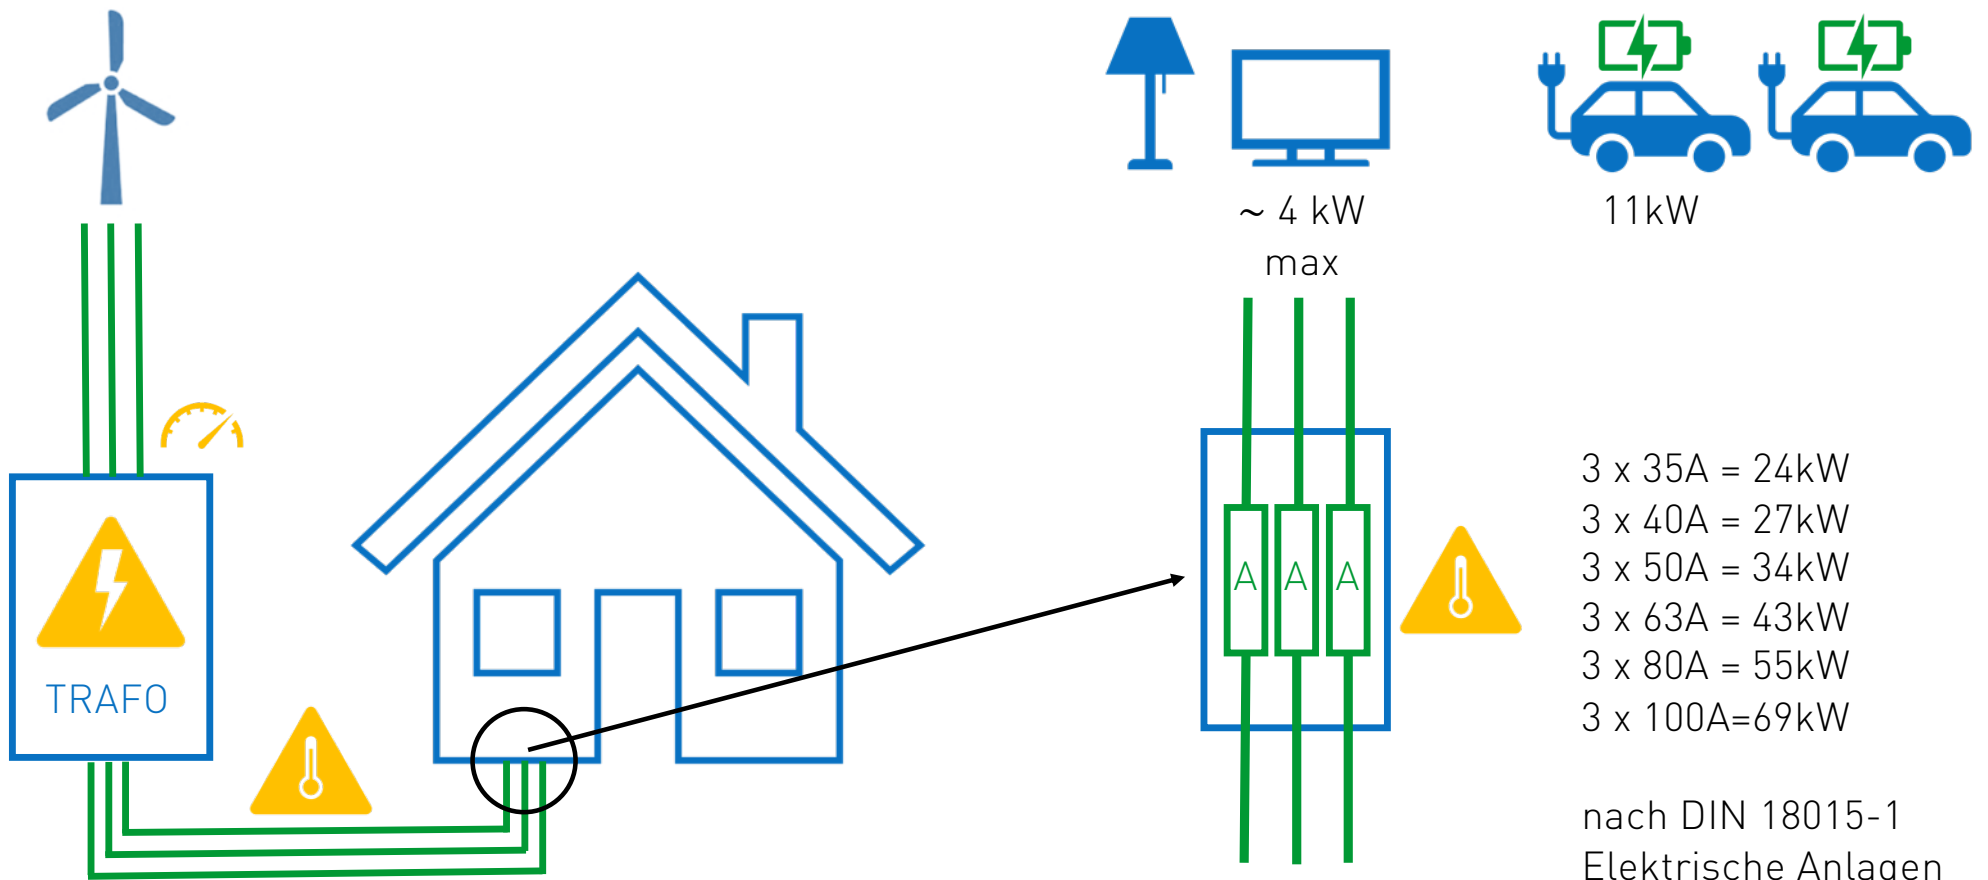 ~ 4 kW
max
11kW
TRAFO
A A A
3 x 35A = 24kW
3 x 40A = 27kW
3 x 50A = 34kW
3 x 63A = 43kW
3 x 80A = 55kW
3 x 100A=69kW
nach DIN 18015-1
Elektrische Anlagen